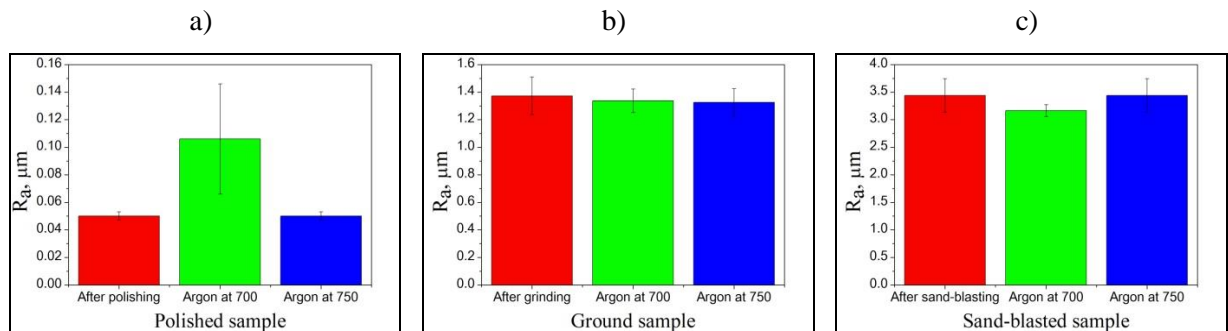 a)
b)
c)
0.16
0.14
0.12
0.10
0.08
0.06
0.04
0.02
0.00
Ra, μm
After polishing Argon at 700 Argon at 750
Polished sample
1.6
1.4
1.2
1.0
0.8
0.6
0.4
0.2
0.0
Ra, μm
After grinding Argon at 700 Argon at 750
Ground sample
4.0
3.5
3.0
2.5
2.0
1.5
1.0
0.5
0.0
Ra, μm
After sand-blasting Argon at 700 Argon at 750
Sand-blasted sample